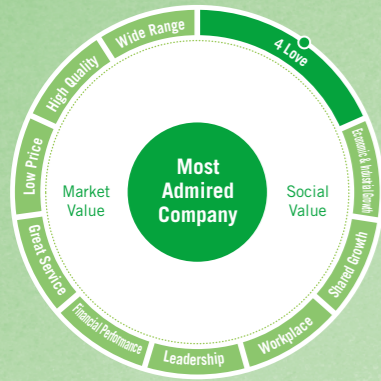 Wide Range
4 Love
High Quality
Economic & Industrial Growth
Low Price
Market
Value
Most
Admired
Company
Social
Value
Great Service
Shared Growth
Financial Performance
Workplace
Leadership